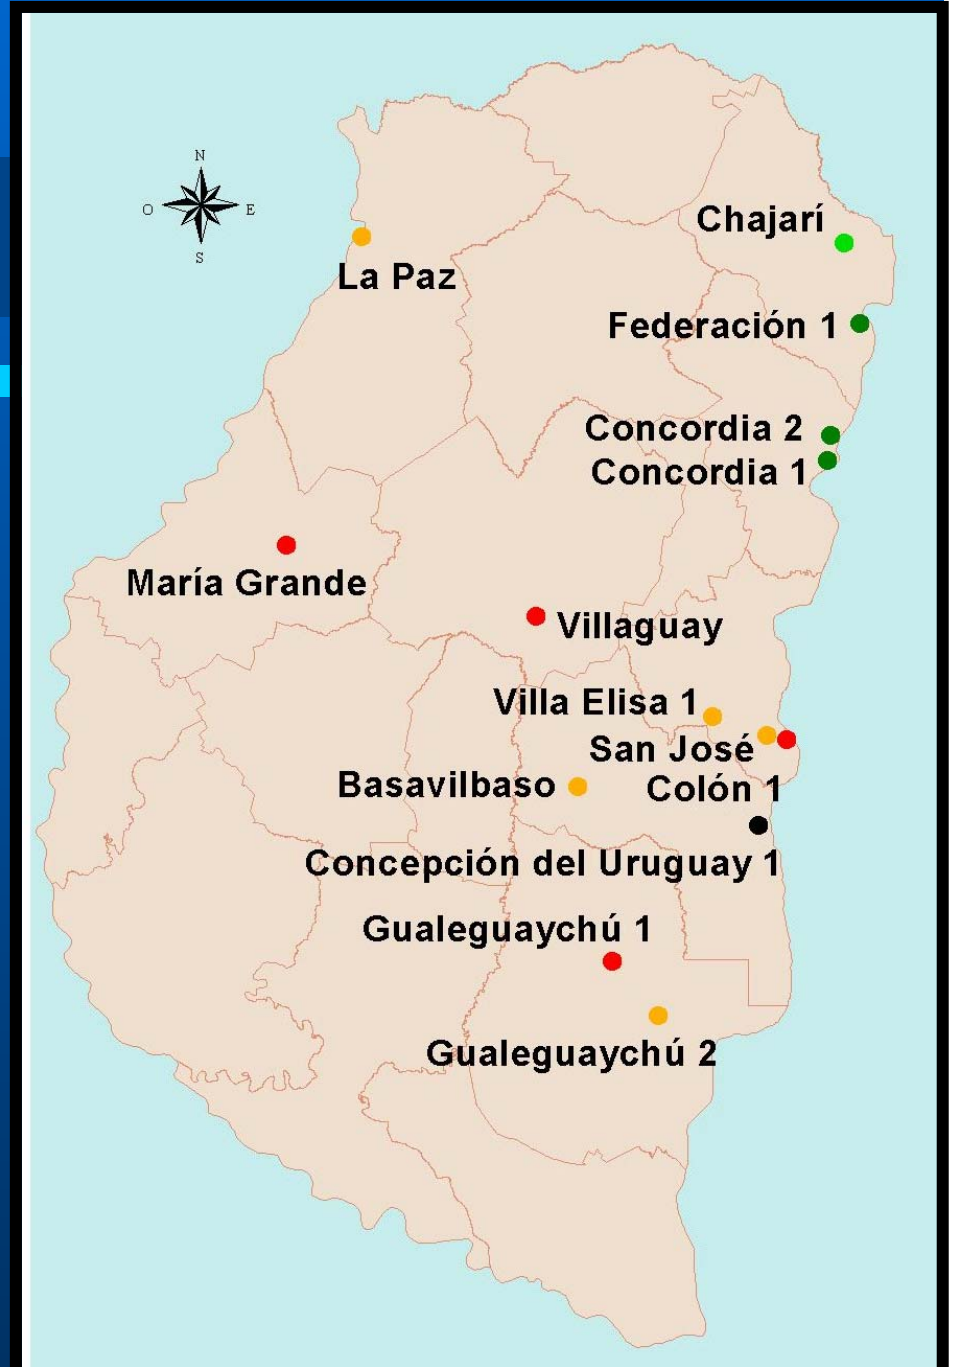 N
O E
S
Chajarí
La Paz
Federación 1
Concordia 2
Concordia 1
María Grande
Villaguay
Villa Elisa 1
San José
Basavilbaso
Colón 1
Concepción del Uruguay 1
Gualeguaychú 1
Gualeguaychú 2